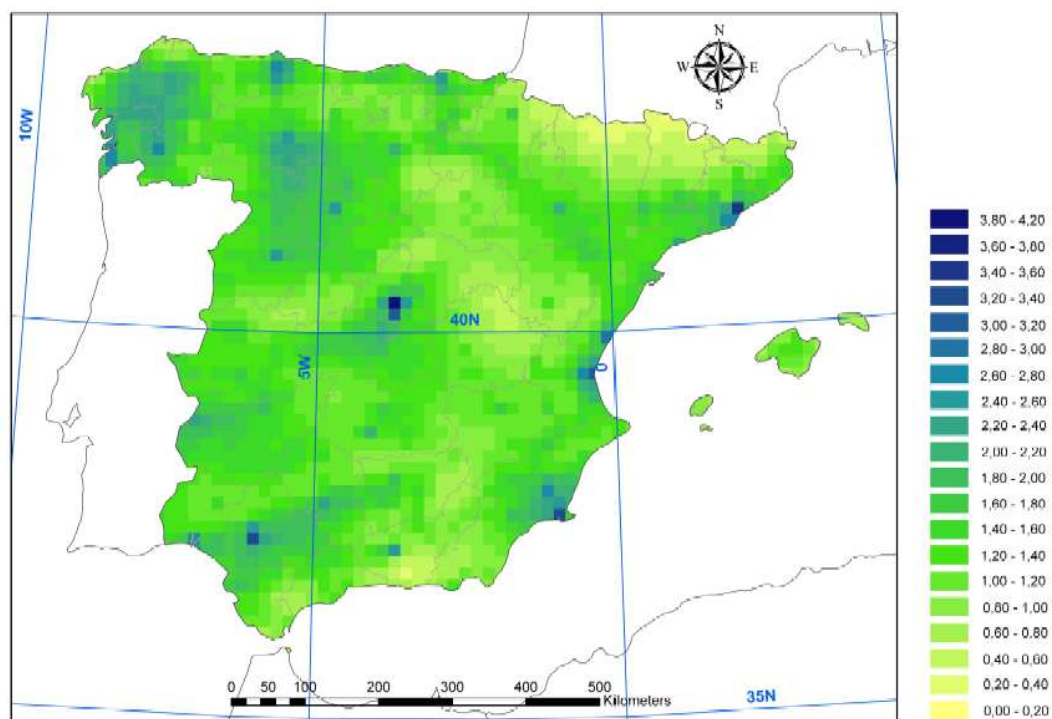 N
W E
S
10W
40N
5W
0
35N
0 50 100 200 300 400 500
Kilometers
3,80 - 4,20
3,60 - 3,80
3,40 - 3,60
3,20 - 3,40
3,00 - 3,20
2,80 - 3,00
2,60 - 2,80
2,40 - 2,60
2,20 - 2,40
2,00 - 2,20
1,80 - 2,00
1,60 - 1,80
1,40 - 1,60
1,20 - 1,40
1,00 - 1,20
0,80 - 1,00
0,60 - 0,80
0,40 - 0,60
0,20 - 0,40
0,00 - 0,20